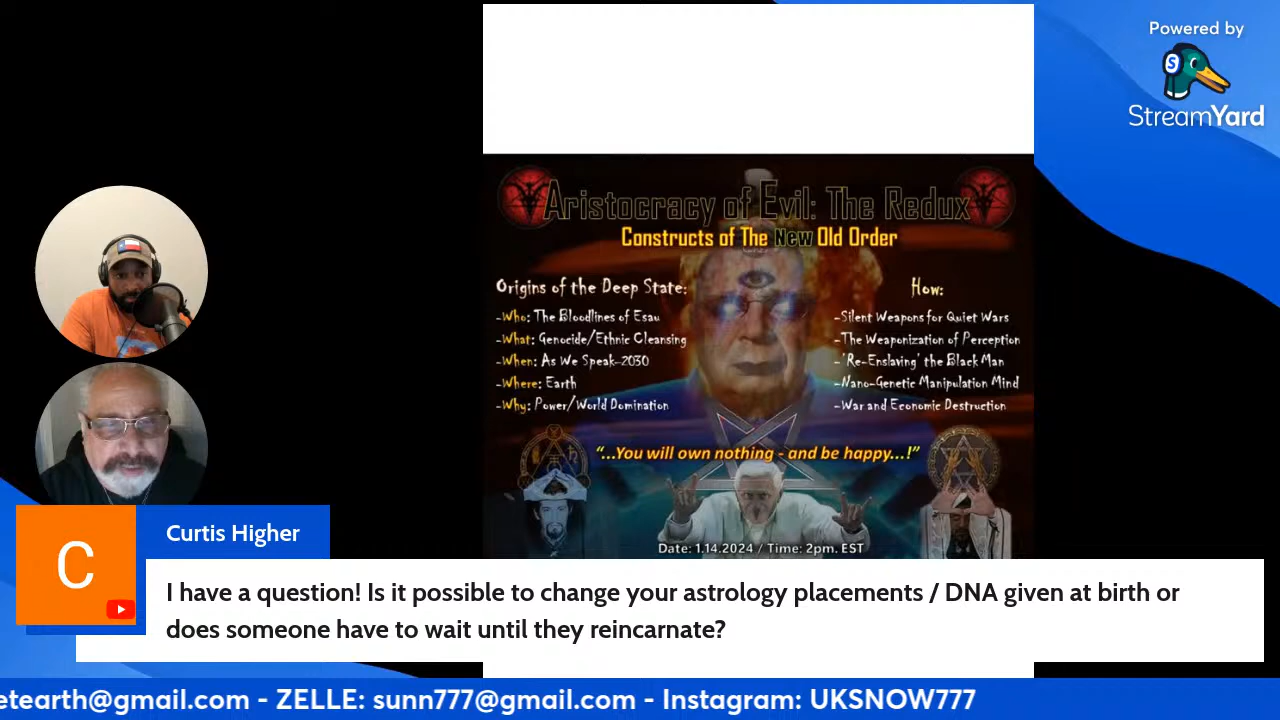 Powered by
StreamYard
Aristocracy of Evil: The Redux
Constructs of The New Old Order
Origins of the Deep State:
-Who: The Bloodlines of Esau
-What: Genocide/Ethnic Cleansing
-When: As We Speak-2030
-Where: Earth
-Why: Power/World Domination
How:
-Silent Weapons for Quiet Wars
-The Weaponization of Perception
-'Re-Enslaving' the Black Man
-Nano-Genetic Manipulation Mind
-War and Economic Destruction
"...You will own nothing - and be happy...!"
Date: 1.14.2024 / Time: 2pm. EST
C
Curtis Higher
I have a question! Is it possible to change your astrology placements / DNA given at birth or
does someone have to wait until they reincarnate?
etearth@gmail.com - ZELLE: sunn777@gmail.com - Instagram: UKSNOW777